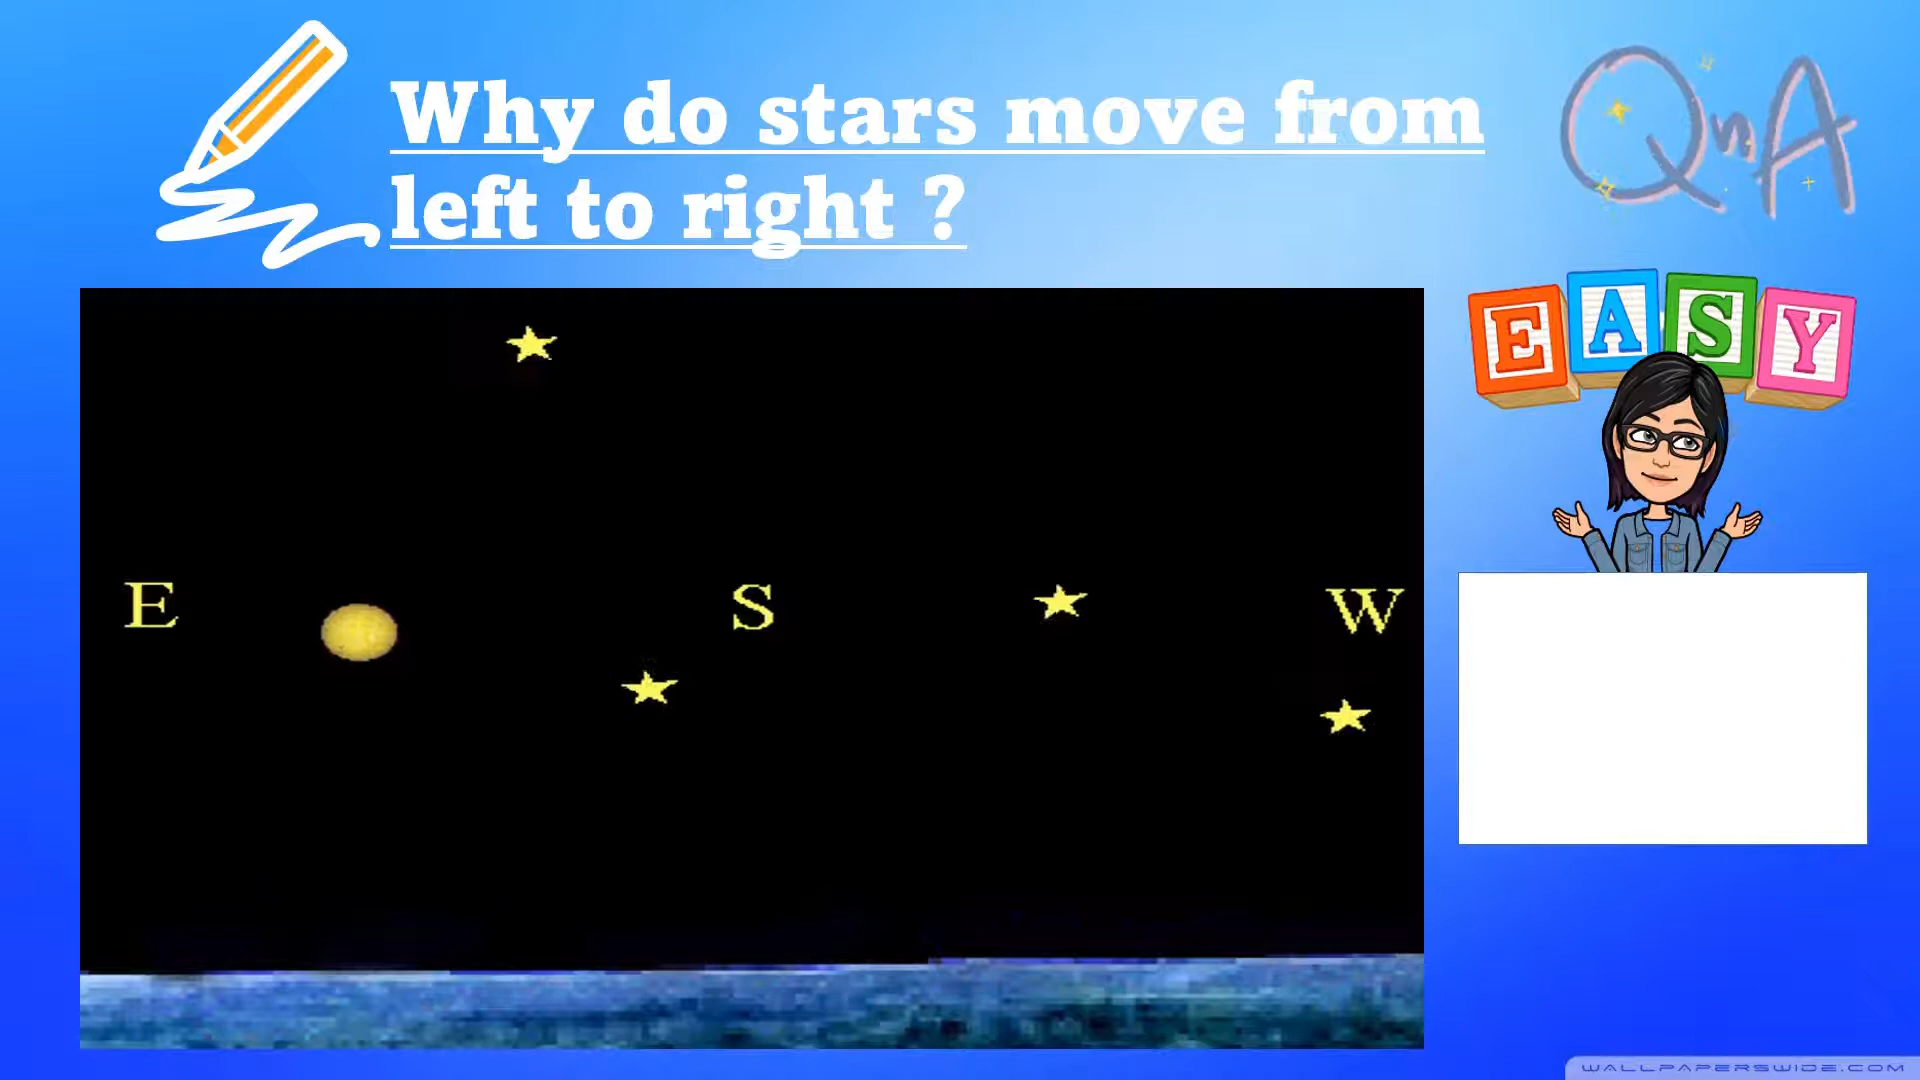 Why do stars move from
left to right ?
QnA
EASY
E
S
W
WALLPAPERSWIDE.COM